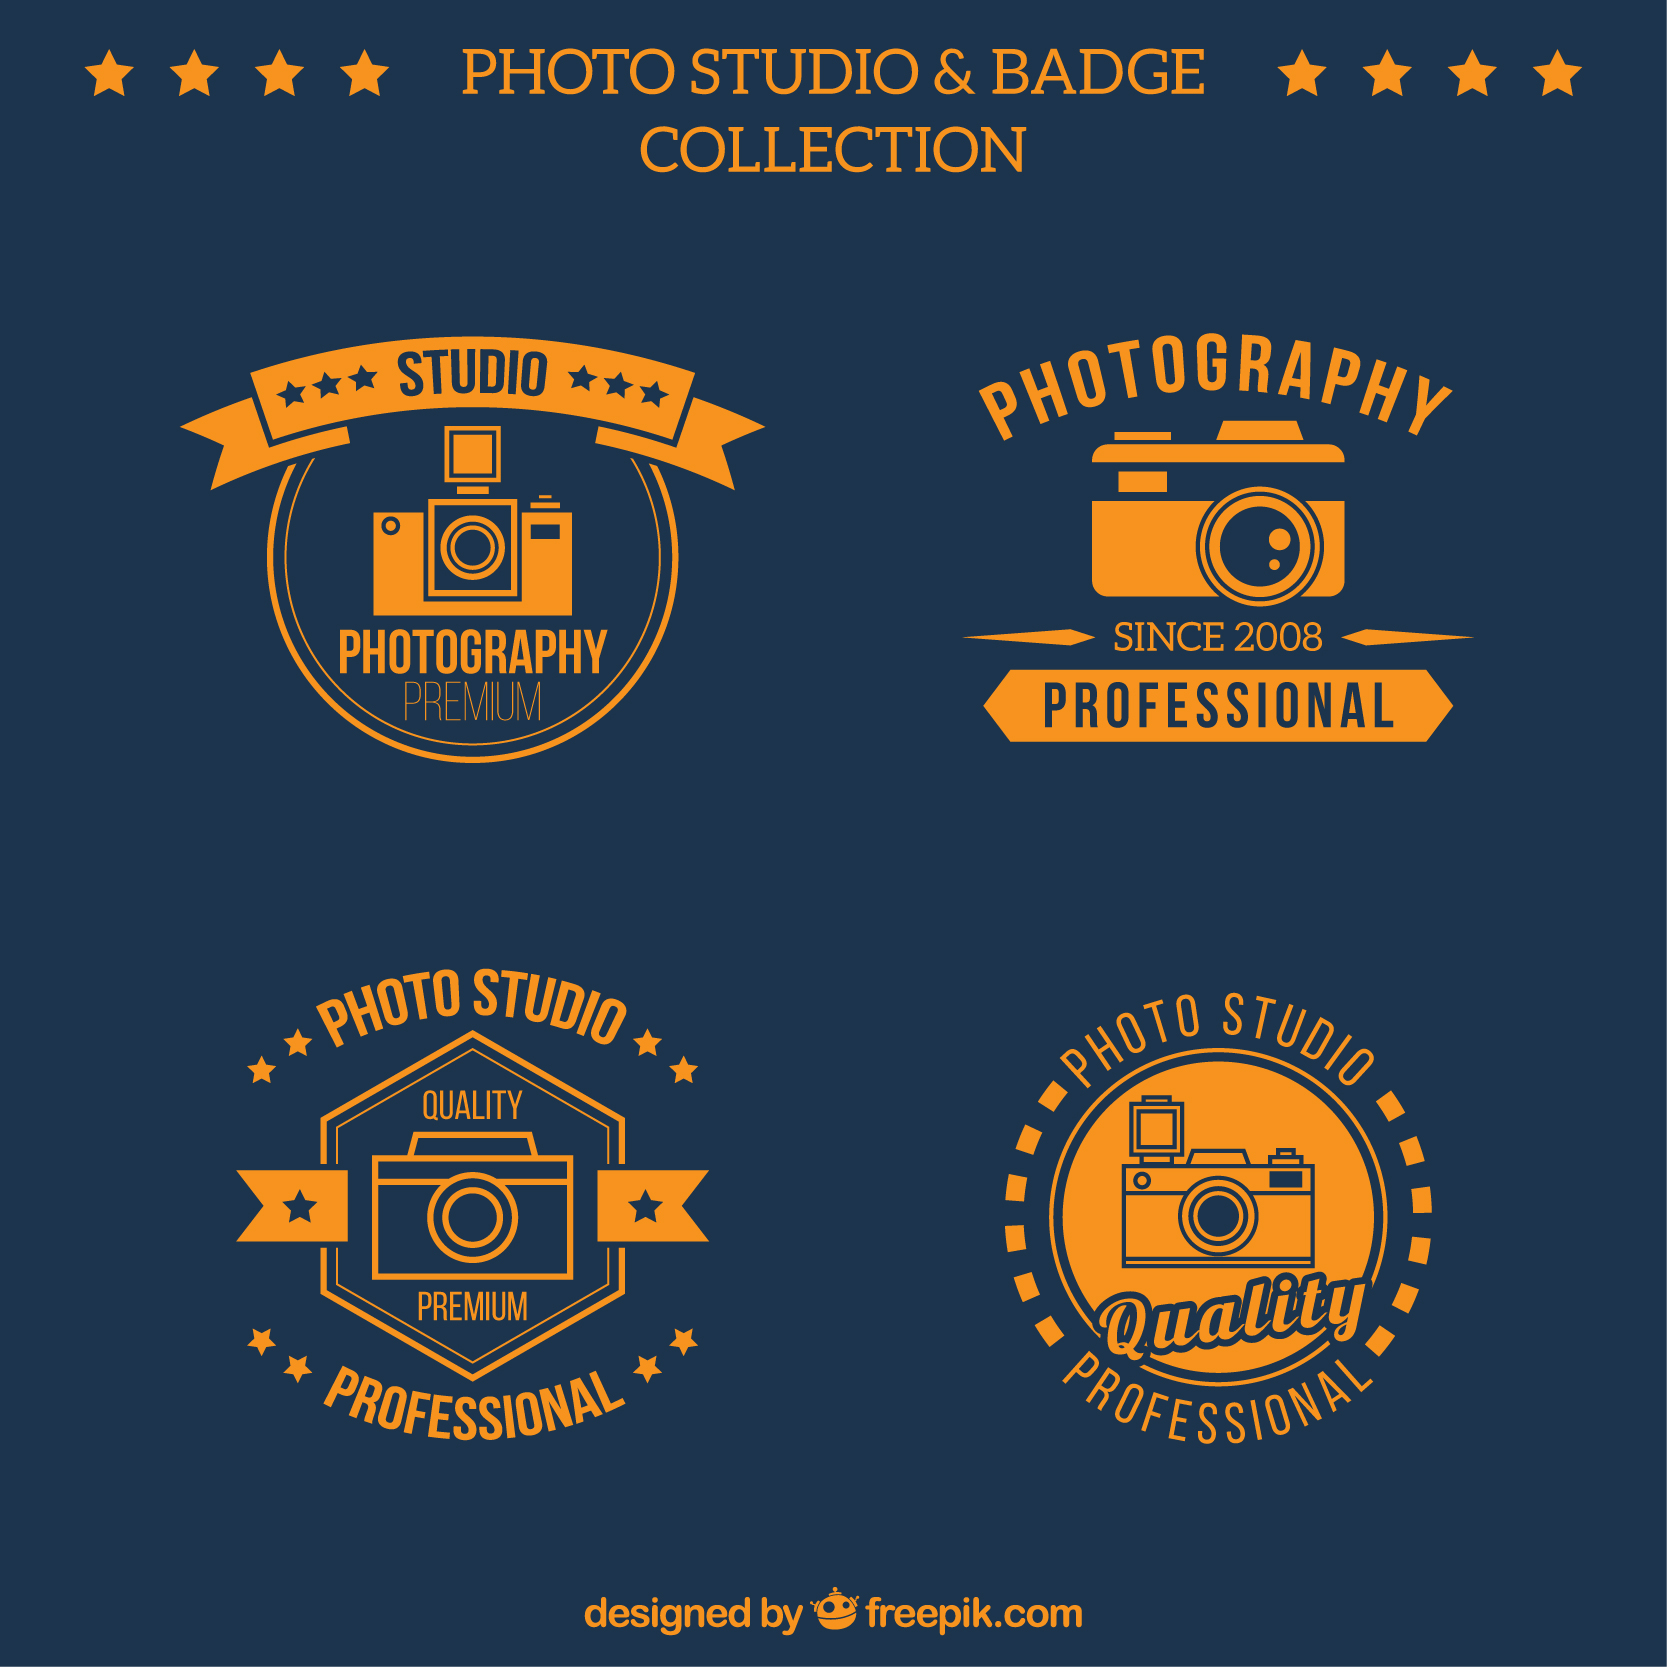 PHOTO STUDIO & BADGE
COLLECTION
STUDIO
PHOTOGRAPHY
PREMIUM
PHOTOGRAPHY
SINCE 2008
PROFESSIONAL
PHOTO STUDIO
QUALITY
PREMIUM
PROFESSIONAL
PHOTO STUDIO
Quality
PROFESSIONAL
designed by freepik.com